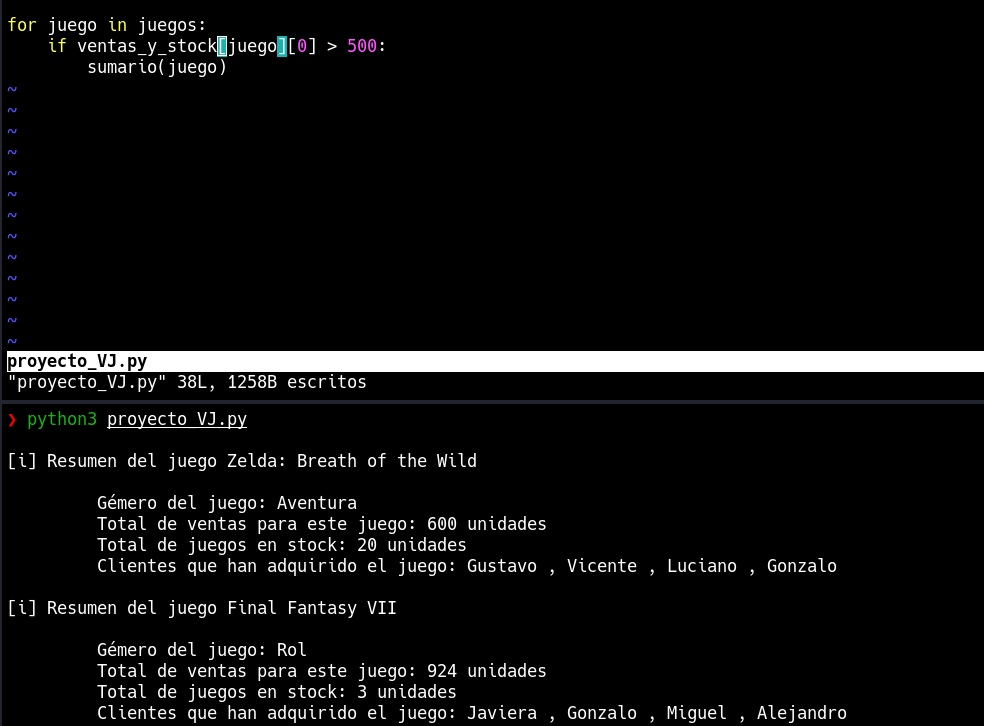 for juego in juegos:
    if ventas_y_stock[juego][0] > 500:
        sumario(juego)
~
~
~
~
~
~
~
~
~
~
~
~
~
proyecto_VJ.py
"proyecto_VJ.py" 38L, 1258B escritos
❯ python3 proyecto_VJ.py
[i] Resumen del juego Zelda: Breath of the Wild
Gémero del juego: Aventura
Total de ventas para este juego: 600 unidades
Total de juegos en stock: 20 unidades
Clientes que han adquirido el juego: Gustavo , Vicente , Luciano , Gonzalo
[i] Resumen del juego Final Fantasy VII
Gémero del juego: Rol
Total de ventas para este juego: 924 unidades
Total de juegos en stock: 3 unidades
Clientes que han adquirido el juego: Javiera , Gonzalo , Miguel , Alejandro